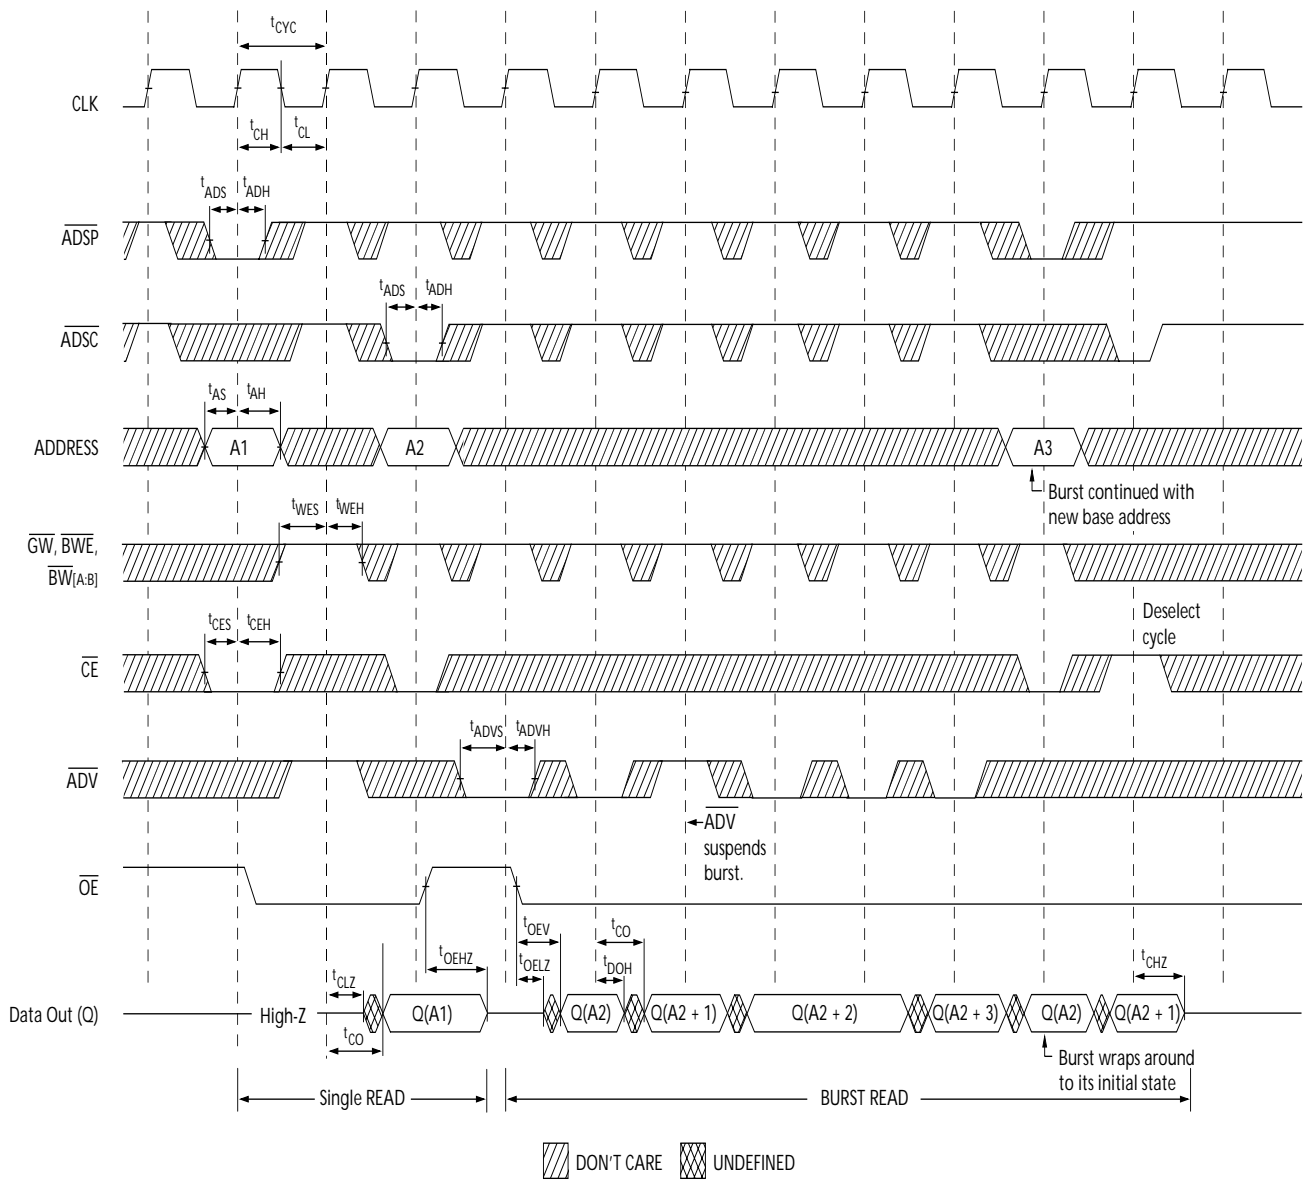 tCYC
CLK
tCH
tCL
tADS
tADH
ADSP
tADS
tADH
ADSC
tAS
tAH
ADDRESS
A1
A2
A3
Burst continued with
new base address
tWES
tWEH
GW, BWE,
BW[A:B]
Deselect
cycle
tCES
tCEH
CE
tADVS
tADVH
ADV
ADV
suspends
burst.
OE
tOEV
tCO
tOEHZ
tOELZ
tDOH
tCHZ
tCLZ
Data Out (Q)
High-Z
Q(A1)
Q(A2)
Q(A2 + 1)
Q(A2 + 2)
Q(A2 + 3)
Q(A2)
Q(A2 + 1)
tCO
Burst wraps around
to its initial state
Single READ
BURST READ
DON'T CARE
UNDEFINED